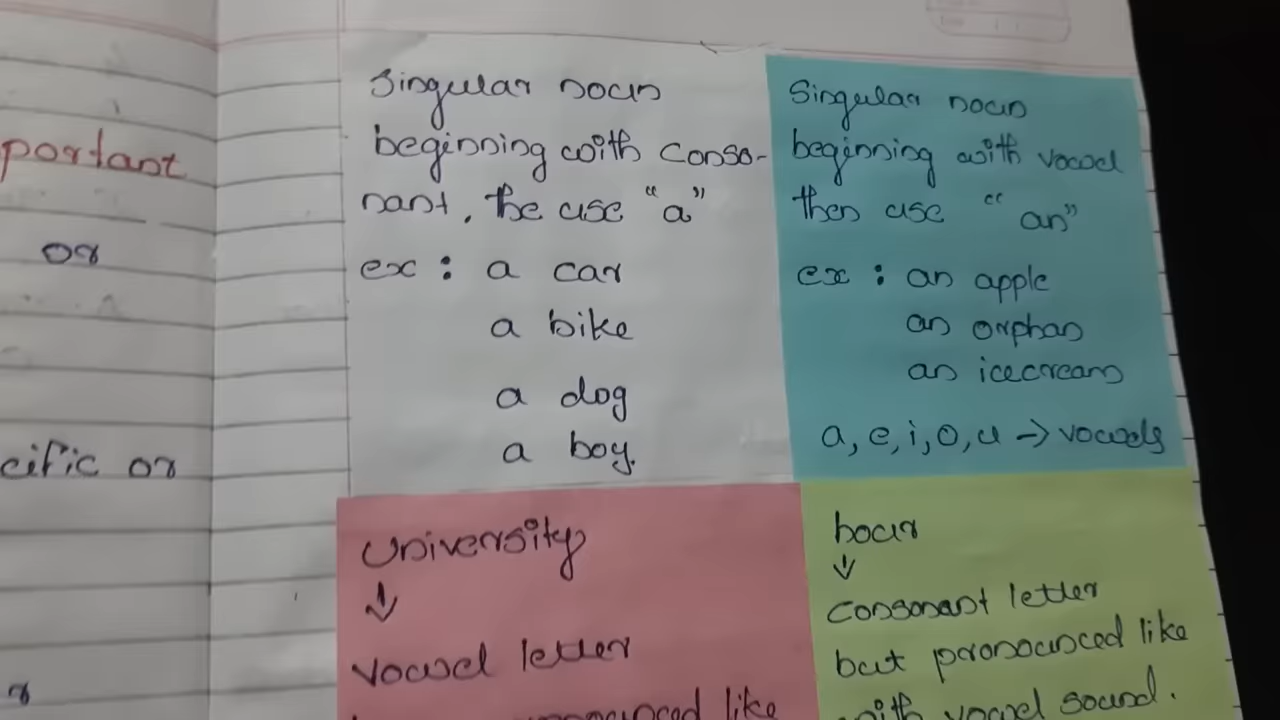 portant
or
cific or
Singular noun
beginning with conso-
nant, the use "a"
ex : a car
a bike
a dog
a boy.
Singular noun
beginning with vowel
then use "an"
ex : an apple
an orphan
an icecream
a, e, i, o, u → vowels
University
↓
vowel letter
pronounced like
hour
↓
Consonant letter
but pronounced like
with vowel sound.